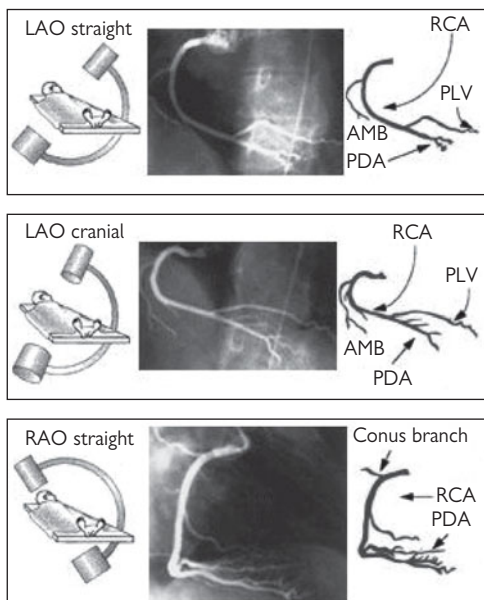 LAO straight
RCA
PLV
AMB
PDA
LAO cranial
RCA
PLV
AMB
PDA
RAO straight
Conus branch
RCA
PDA